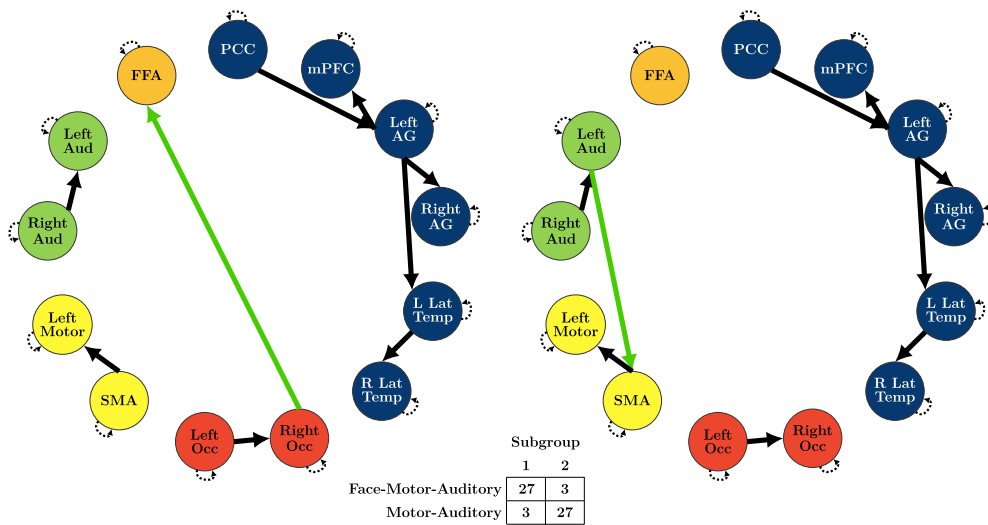 PCC
mPFC
FFA
Left
AG
Left
Aud
Right
AG
Right
Aud
L Lat
Temp
Left
Motor
R Lat
Temp
SMA
Left
Occ
Right
Occ
PCC
mPFC
FFA
Left
AG
Left
Aud
Right
AG
Right
Aud
L Lat
Temp
Left
Motor
R Lat
Temp
SMA
Left
Occ
Right
Occ
Subgroup
1 2
Face-Motor-Auditory 27 3
Motor-Auditory 3 27